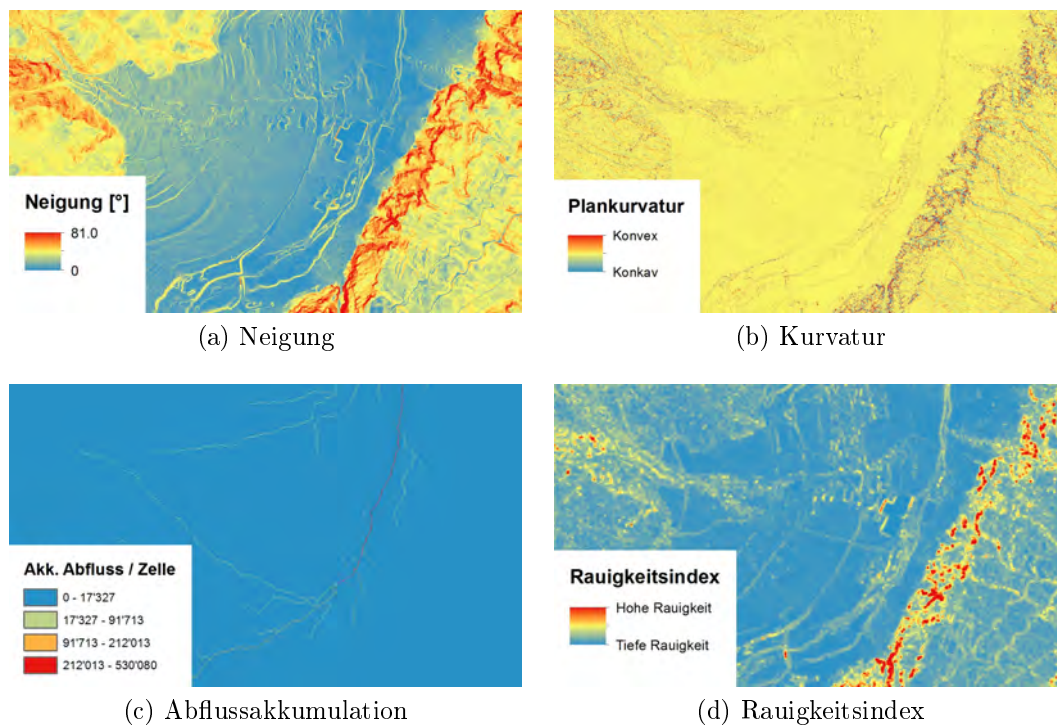 Neigung [°]
81.0
0
(a) Neigung
Plankurvatur
Konvex
Konkav
(b) Kurvatur
Akk. Abfluss / Zelle
0 - 17'327
17'327 - 91'713
91'713 - 212'013
212'013 - 530'080
(c) Abflussakkumulation
Rauigkeitsindex
Hohe Rauigkeit
Tiefe Rauigkeit
(d) Rauigkeitsindex